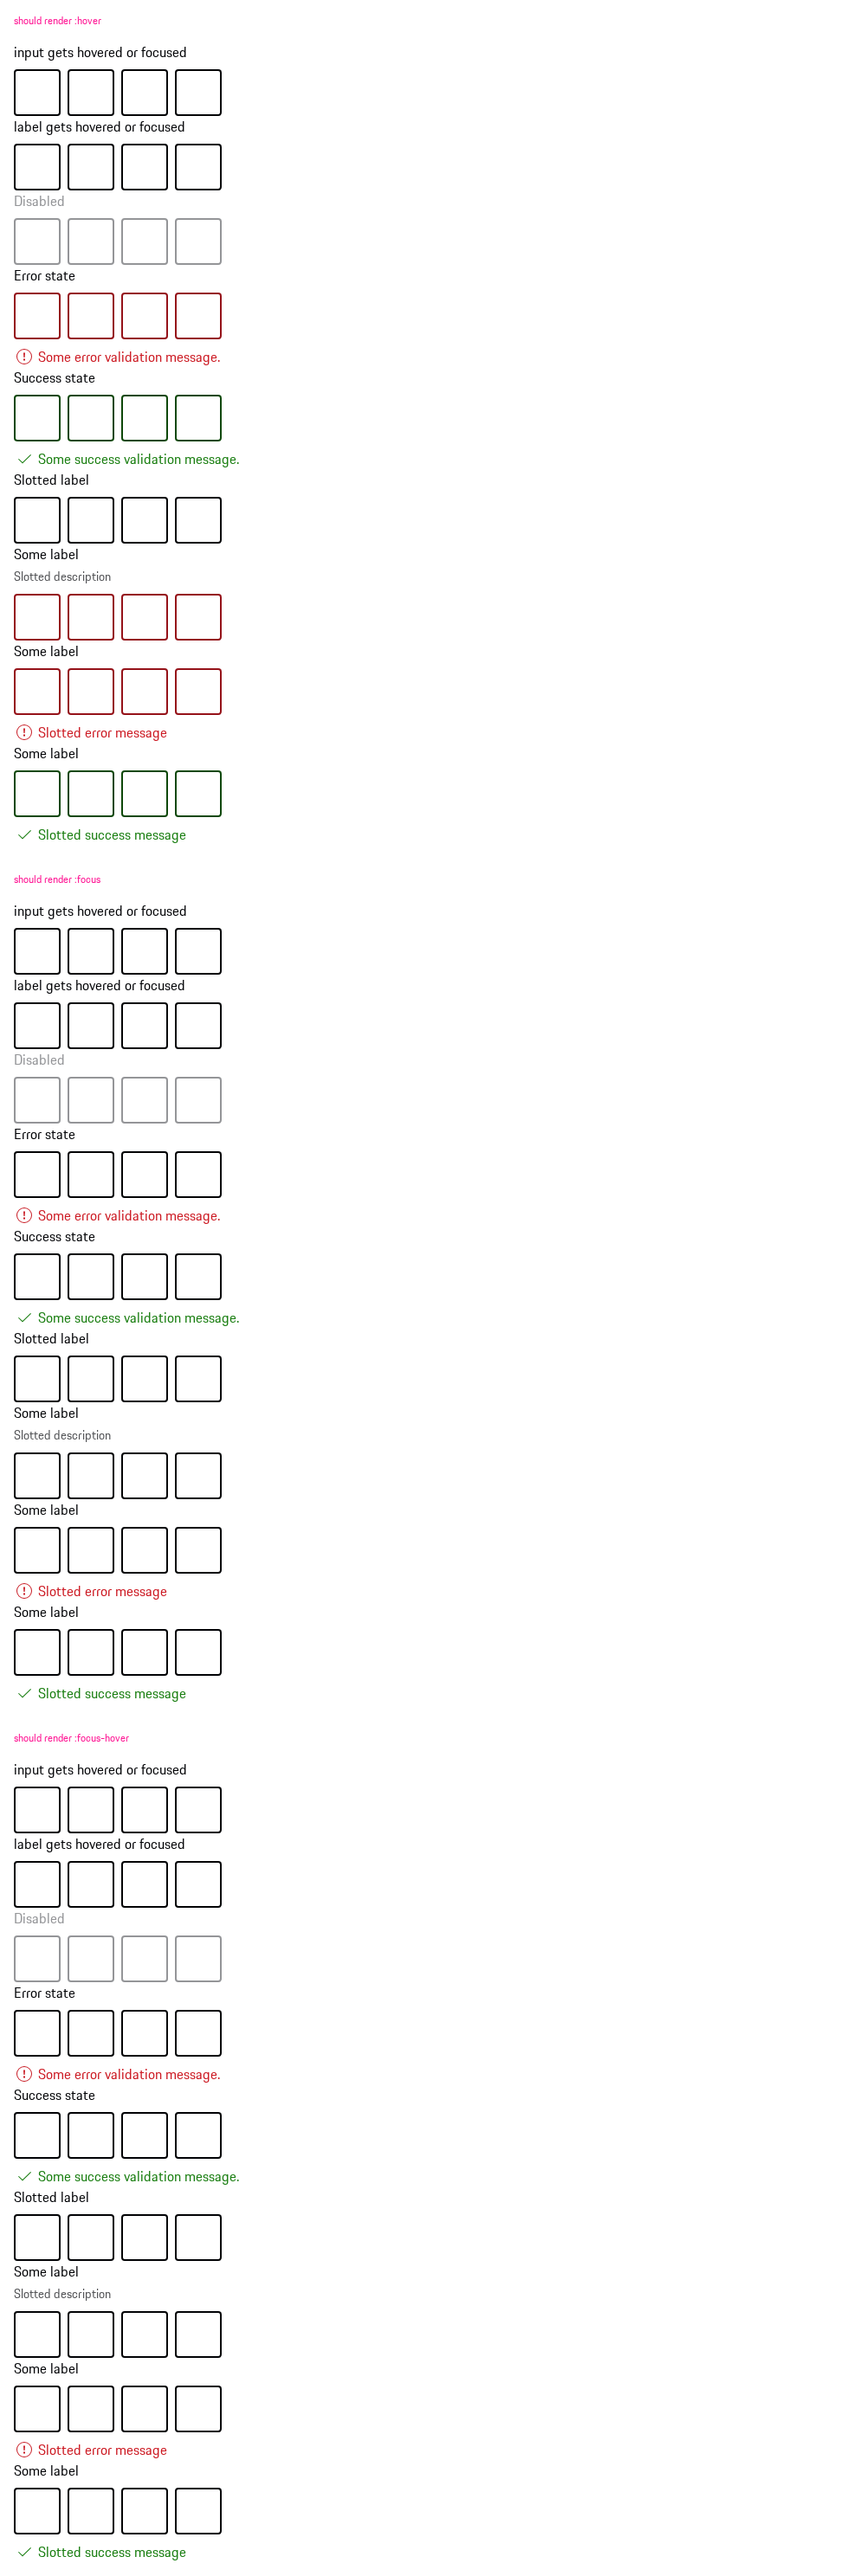 should render :hover
input gets hovered or focused
label gets hovered or focused
Disabled
Error state
Some error validation message.
Success state
Some success validation message.
Slotted label
Some label
Slotted description
Some label
Slotted error message
Some label
Slotted success message
should render :focus
input gets hovered or focused
label gets hovered or focused
Disabled
Error state
Some error validation message.
Success state
Some success validation message.
Slotted label
Some label
Slotted description
Some label
Slotted error message
Some label
Slotted success message
should render :focus-hover
input gets hovered or focused
label gets hovered or focused
Disabled
Error state
Some error validation message.
Success state
Some success validation message.
Slotted label
Some label
Slotted description
Some label
Slotted error message
Some label
Slotted success message